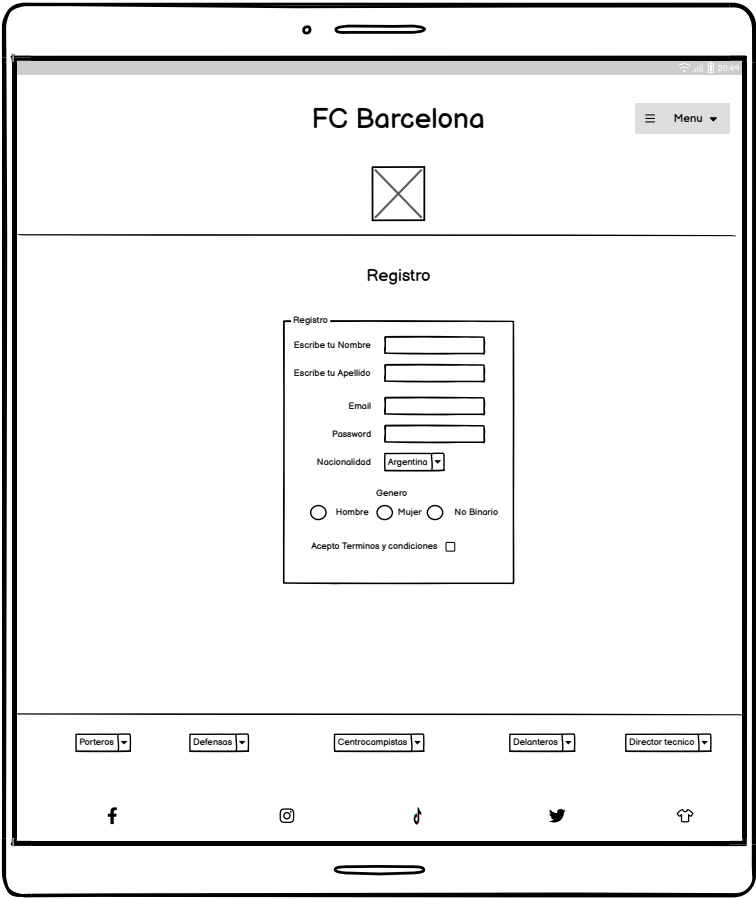 20:49
FC Barcelona
Menu
Registro
Registro
Escribe tu Nombre
Escribe tu Apellido
Email
Password
Nacionalidad Argentina
Genero
Hombre Mujer No Binario
Acepto Terminos y condiciones
Porteros Defensas Centrocampistas Delanteros Director tecnico